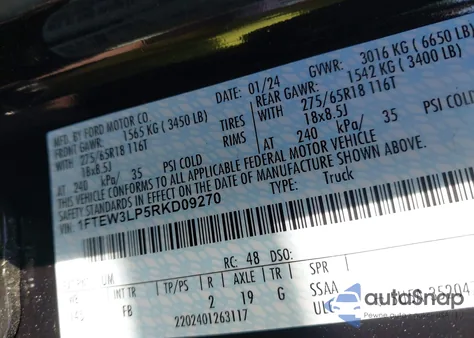 MFD. BY FORD MOTOR CO.
DATE: 01/24 GVWR: 3016 KG (6650 LB)
FRONT GAWR: REAR GAWR:
1565 KG (3450 LB) 1542 KG (3400 LB)
WITH 275/65R18 116T TIRES WITH 275/65R18 116T
18x8.5J RIMS 18x8.5J
AT 240 kPa/ 35 PSI COLD AT 240 kPa/ 35 PSI COLD
THIS VEHICLE CONFORMS TO ALL APPLICABLE FEDERAL MOTOR VEHICLE
SAFETY STANDARDS IN EFFECT ON THE DATE OF MANUFACTURE SHOWN ABOVE.
1FTEW3LP5RKD09270 TYPE: Truck
UM RC: 48 DSO:
INT TR TP/PS R AXLE TR SPR
FB 2 19 G SSAA
2202401263117
autoSnap